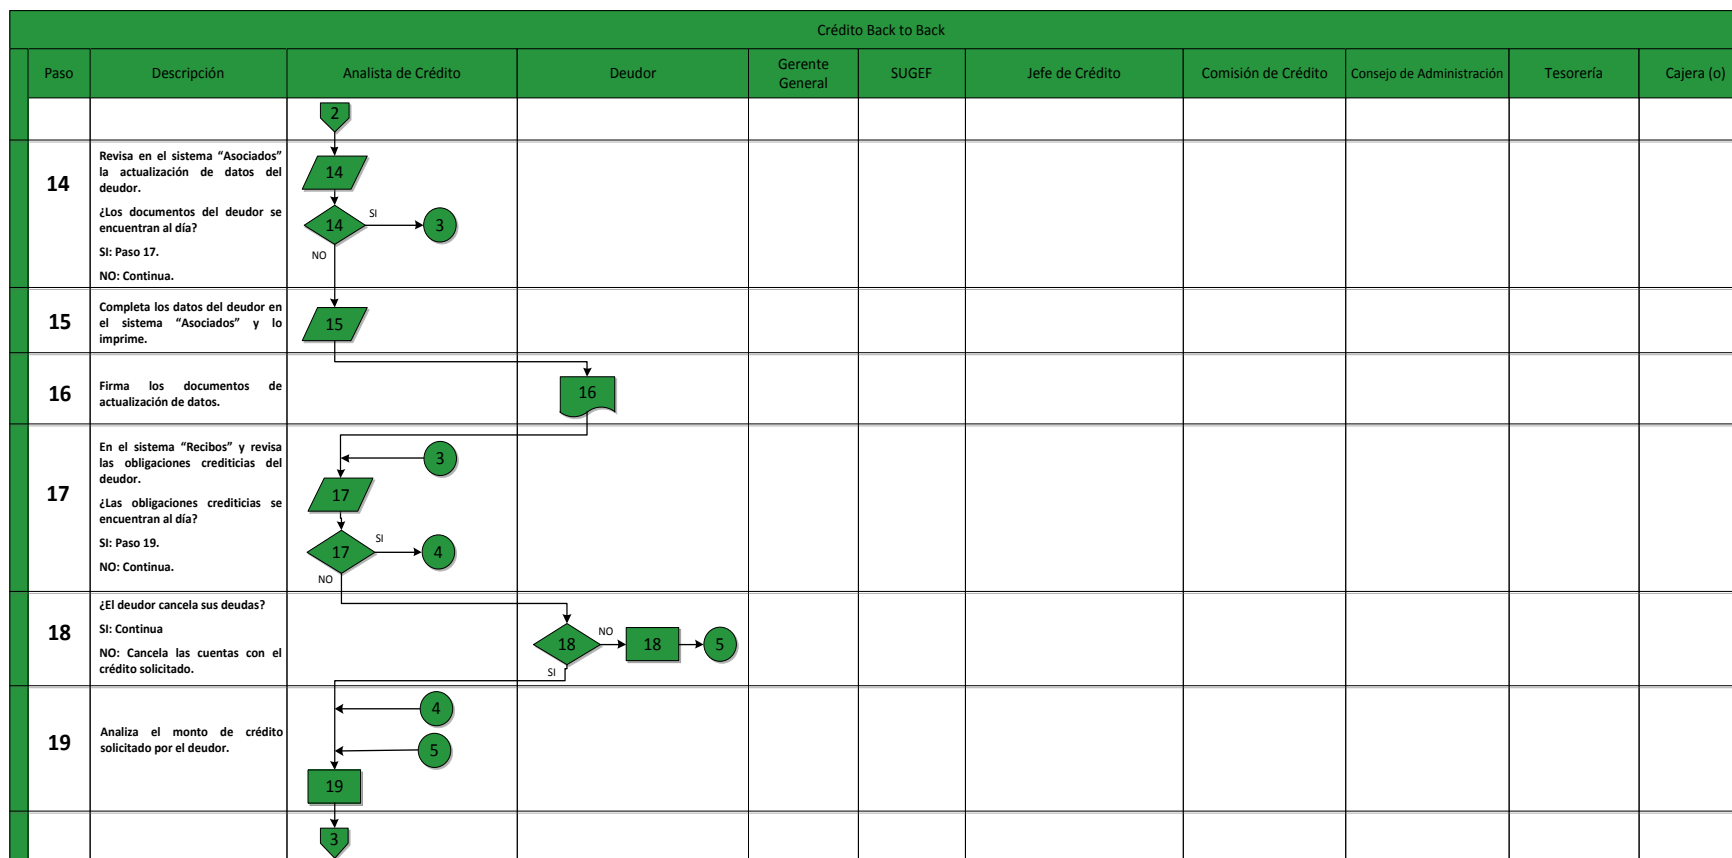 Crédito Back to Back
Paso
Descripción
Analista de Crédito
Deudor
Gerente
General
SUGEF
Jefe de Crédito
Comisión de Crédito
Consejo de Administración
Tesorería
Cajera (o)
2
14
Revisa en el sistema “Asociados”
la actualización de datos del
deudor.
¿Los documentos del deudor se
encuentran al día?
SI: Paso 17.
NO: Continua.
14
14
SI
3
NO
15
Completa los datos del deudor en
el sistema “Asociados” y lo
imprime.
15
16
Firma los documentos de
actualización de datos.
16
17
En el sistema “Recibos” y revisa
las obligaciones crediticias del
deudor.
¿Las obligaciones crediticias se
encuentran al día?
SI: Paso 19.
NO: Continua.
3
17
17
SI
4
NO
18
¿El deudor cancela sus deudas?
SI: Continua
NO: Cancela las cuentas con el
crédito solicitado.
18
NO
18
5
SI
19
Analiza el monto de crédito
solicitado por el deudor.
4
5
19
3